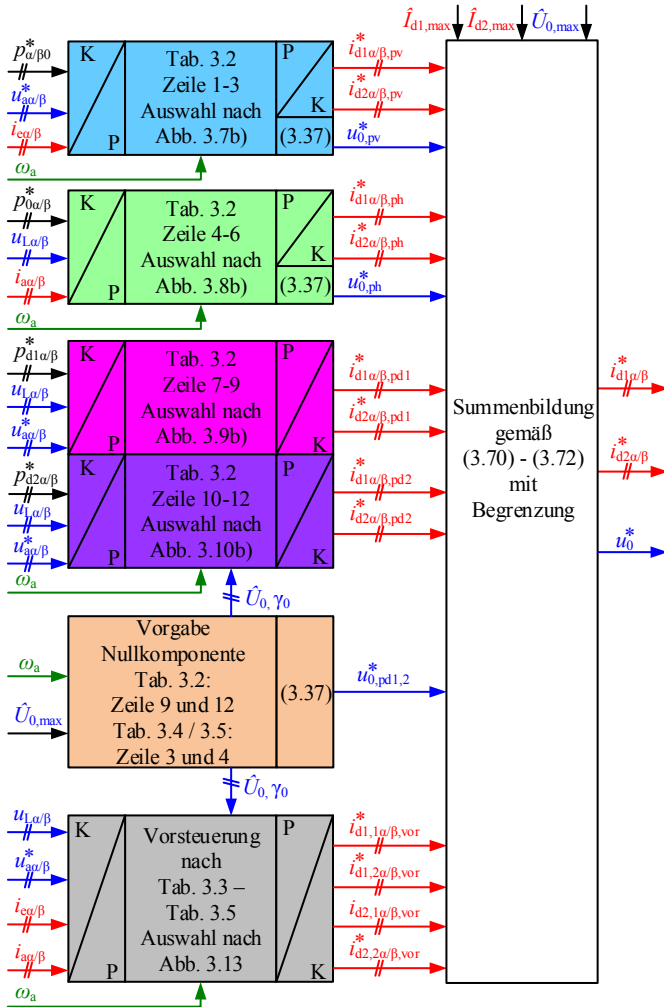 Î_d1,max Î_d2,max Û_0,max
p*_α/β0
u*_aα/β
i_eα/β
ω_a
K P
Tab. 3.2
Zeile 1-3
Auswahl nach
Abb. 3.7b)
P K
(3.37)
i*_d1α/β,pv
i*_d2α/β,pv
u*_0,pv
p*_0α/β
u_Lα/β
i_aα/β
ω_a
K P
Tab. 3.2
Zeile 4-6
Auswahl nach
Abb. 3.8b)
P K
(3.37)
i*_d1α/β,ph
i*_d2α/β,ph
u*_0,ph
p*_d1α/β
u_Lα/β
u*_aα/β
K P
Tab. 3.2
Zeile 7-9
Auswahl nach
Abb. 3.9b)
P K
i*_d1α/β,pd1
i*_d2α/β,pd1
p*_d2α/β
u_Lα/β
u*_aα/β
ω_a
K P
Tab. 3.2
Zeile 10-12
Auswahl nach
Abb. 3.10b)
P K
i*_d1α/β,pd2
i*_d2α/β,pd2
Û_0, γ_0
ω_a
Û_0,max
Vorgabe
Nullkomponente
Tab. 3.2:
Zeile 9 und 12
Tab. 3.4 / 3.5:
Zeile 3 und 4
(3.37)
u*_0,pd1,2
Û_0, γ_0
u_Lα/β
u*_aα/β
i_eα/β
i_aα/β
ω_a
K P
Vorsteuerung
nach
Tab. 3.3 –
Tab. 3.5
Auswahl nach
Abb. 3.13
P K
i*_d1,1α/β,vor
i*_d1,2α/β,vor
i_d2,1α/β,vor
i*_d2,2α/β,vor
Summenbildung
gemäß
(3.70) - (3.72)
mit
Begrenzung
i*_d1α/β
i*_d2α/β
u*_0